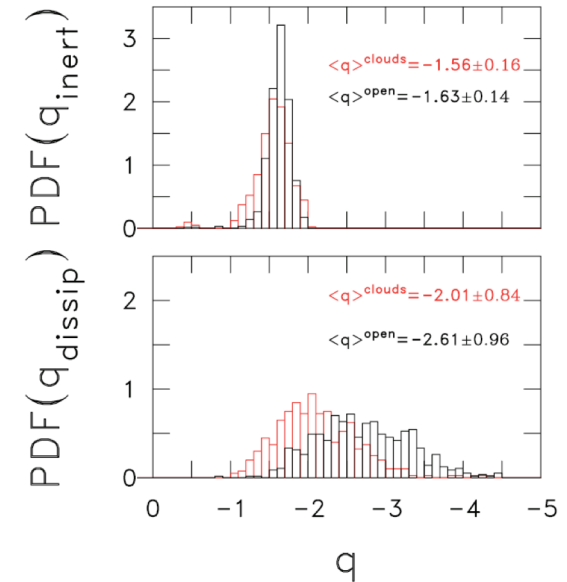 PDF(q_inert)
3
2
1
0
<q>^clouds=-1.56±0.16
<q>^open=-1.63±0.14
PDF(q_dissip)
2
1
0
<q>^clouds=-2.01±0.84
<q>^open=-2.61±0.96
0 -1 -2 -3 -4 -5
q